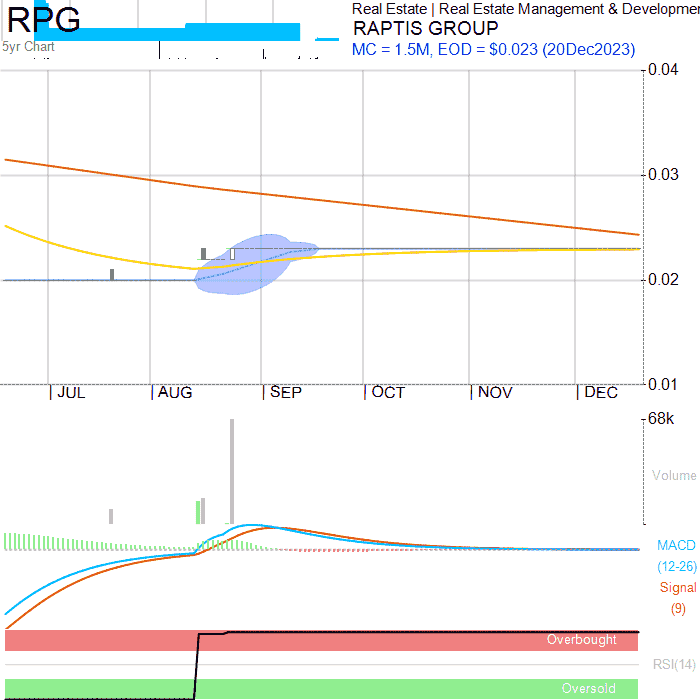 RPG
Real Estate | Real Estate Management & Developmen
RAPTIS GROUP
5yr Chart
MC = 1.5M, EOD = $0.023 (20Dec2023)
0.04
0.03
0.02
0.01
JUL AUG SEP OCT NOV DEC
68k
Volume
MACD
(12-26)
Signal
(9)
Overbought
RSI(14)
Oversold